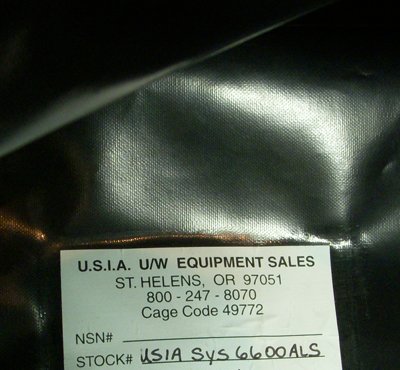 U.S.I.A. U/W EQUIPMENT SALES
ST. HELENS, OR 97051
800 - 247 - 8070
Cage Code 49772
NSN#
STOCK# USIA Sys 6600ALS